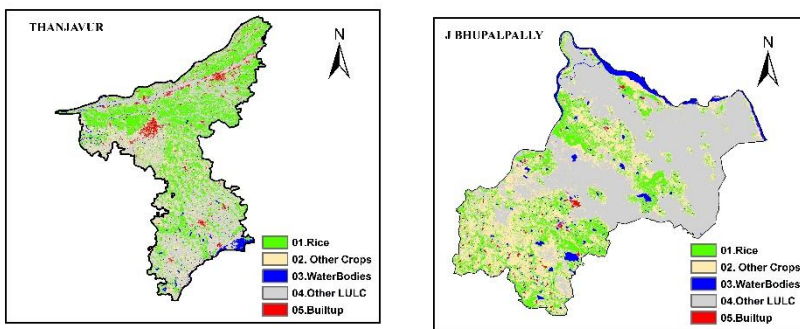 THANJAVUR
N
01.Rice
02. Other Crops
03.WaterBodies
04.Other LULC
05.Builtup
J BHUPALPALLY
N
01.Rice
02. Other Crops
03.WaterBodies
04.Other LULC
05.Builtup